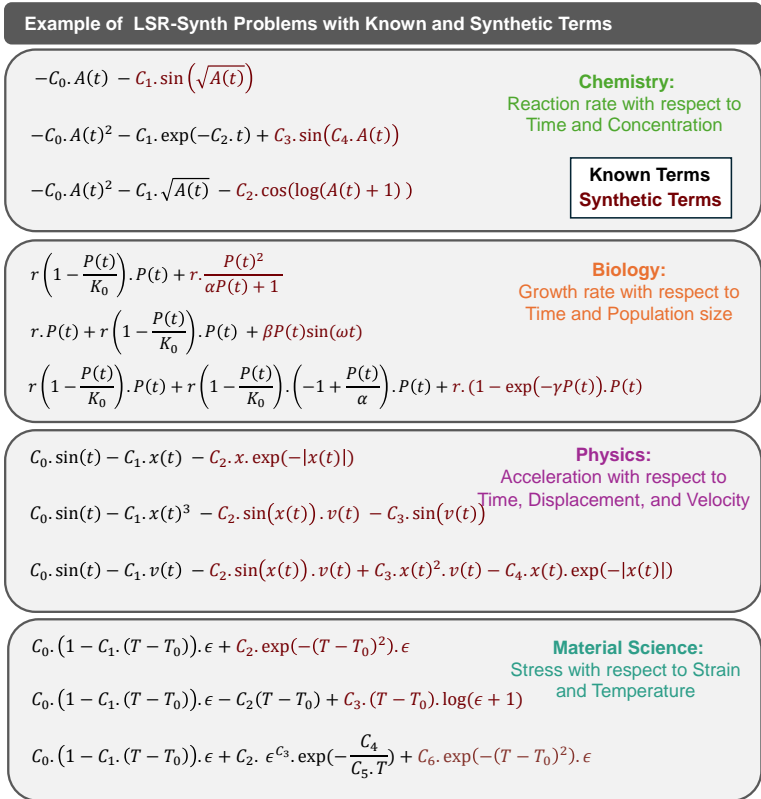 Example of LSR-Synth Problems with Known and Synthetic Terms
−C₀.A(t) − C₁.sin(√A(t))
Chemistry:
Reaction rate with respect to
Time and Concentration
−C₀.A(t)² − C₁.exp(−C₂.t) + C₃.sin(C₄.A(t))
Known Terms
Synthetic Terms
−C₀.A(t)² − C₁.√A(t) − C₂.cos(log(A(t) + 1) )
r(1 − P(t)/K₀).P(t) + r.P(t)²/(αP(t) + 1)
Biology:
Growth rate with respect to
Time and Population size
r.P(t) + r(1 − P(t)/K₀).P(t) + βP(t)sin(ωt)
r(1 − P(t)/K₀).P(t) + r(1 − P(t)/K₀).(−1 + P(t)/α).P(t) + r.(1 − exp(−γP(t)).P(t)
C₀.sin(t) − C₁.x(t) − C₂.x.exp(−|x(t)|)
Physics:
Acceleration with respect to
Time, Displacement, and Velocity
C₀.sin(t) − C₁.x(t)³ − C₂.sin(x(t)).v(t) − C₃.sin(v(t))
C₀.sin(t) − C₁.v(t) − C₂.sin(x(t)).v(t) + C₃.x(t)².v(t) − C₄.x(t).exp(−|x(t)|)
C₀.(1 − C₁.(T − T₀)).ϵ + C₂.exp(−(T − T₀)²).ϵ
Material Science:
Stress with respect to Strain
and Temperature
C₀.(1 − C₁.(T − T₀)).ϵ − C₂(T − T₀) + C₃.(T − T₀).log(ϵ + 1)
C₀.(1 − C₁.(T − T₀)).ϵ + C₂. ϵ^C₃.exp(−C₄/C₅.T) + C₆.exp(−(T − T₀)²).ϵ